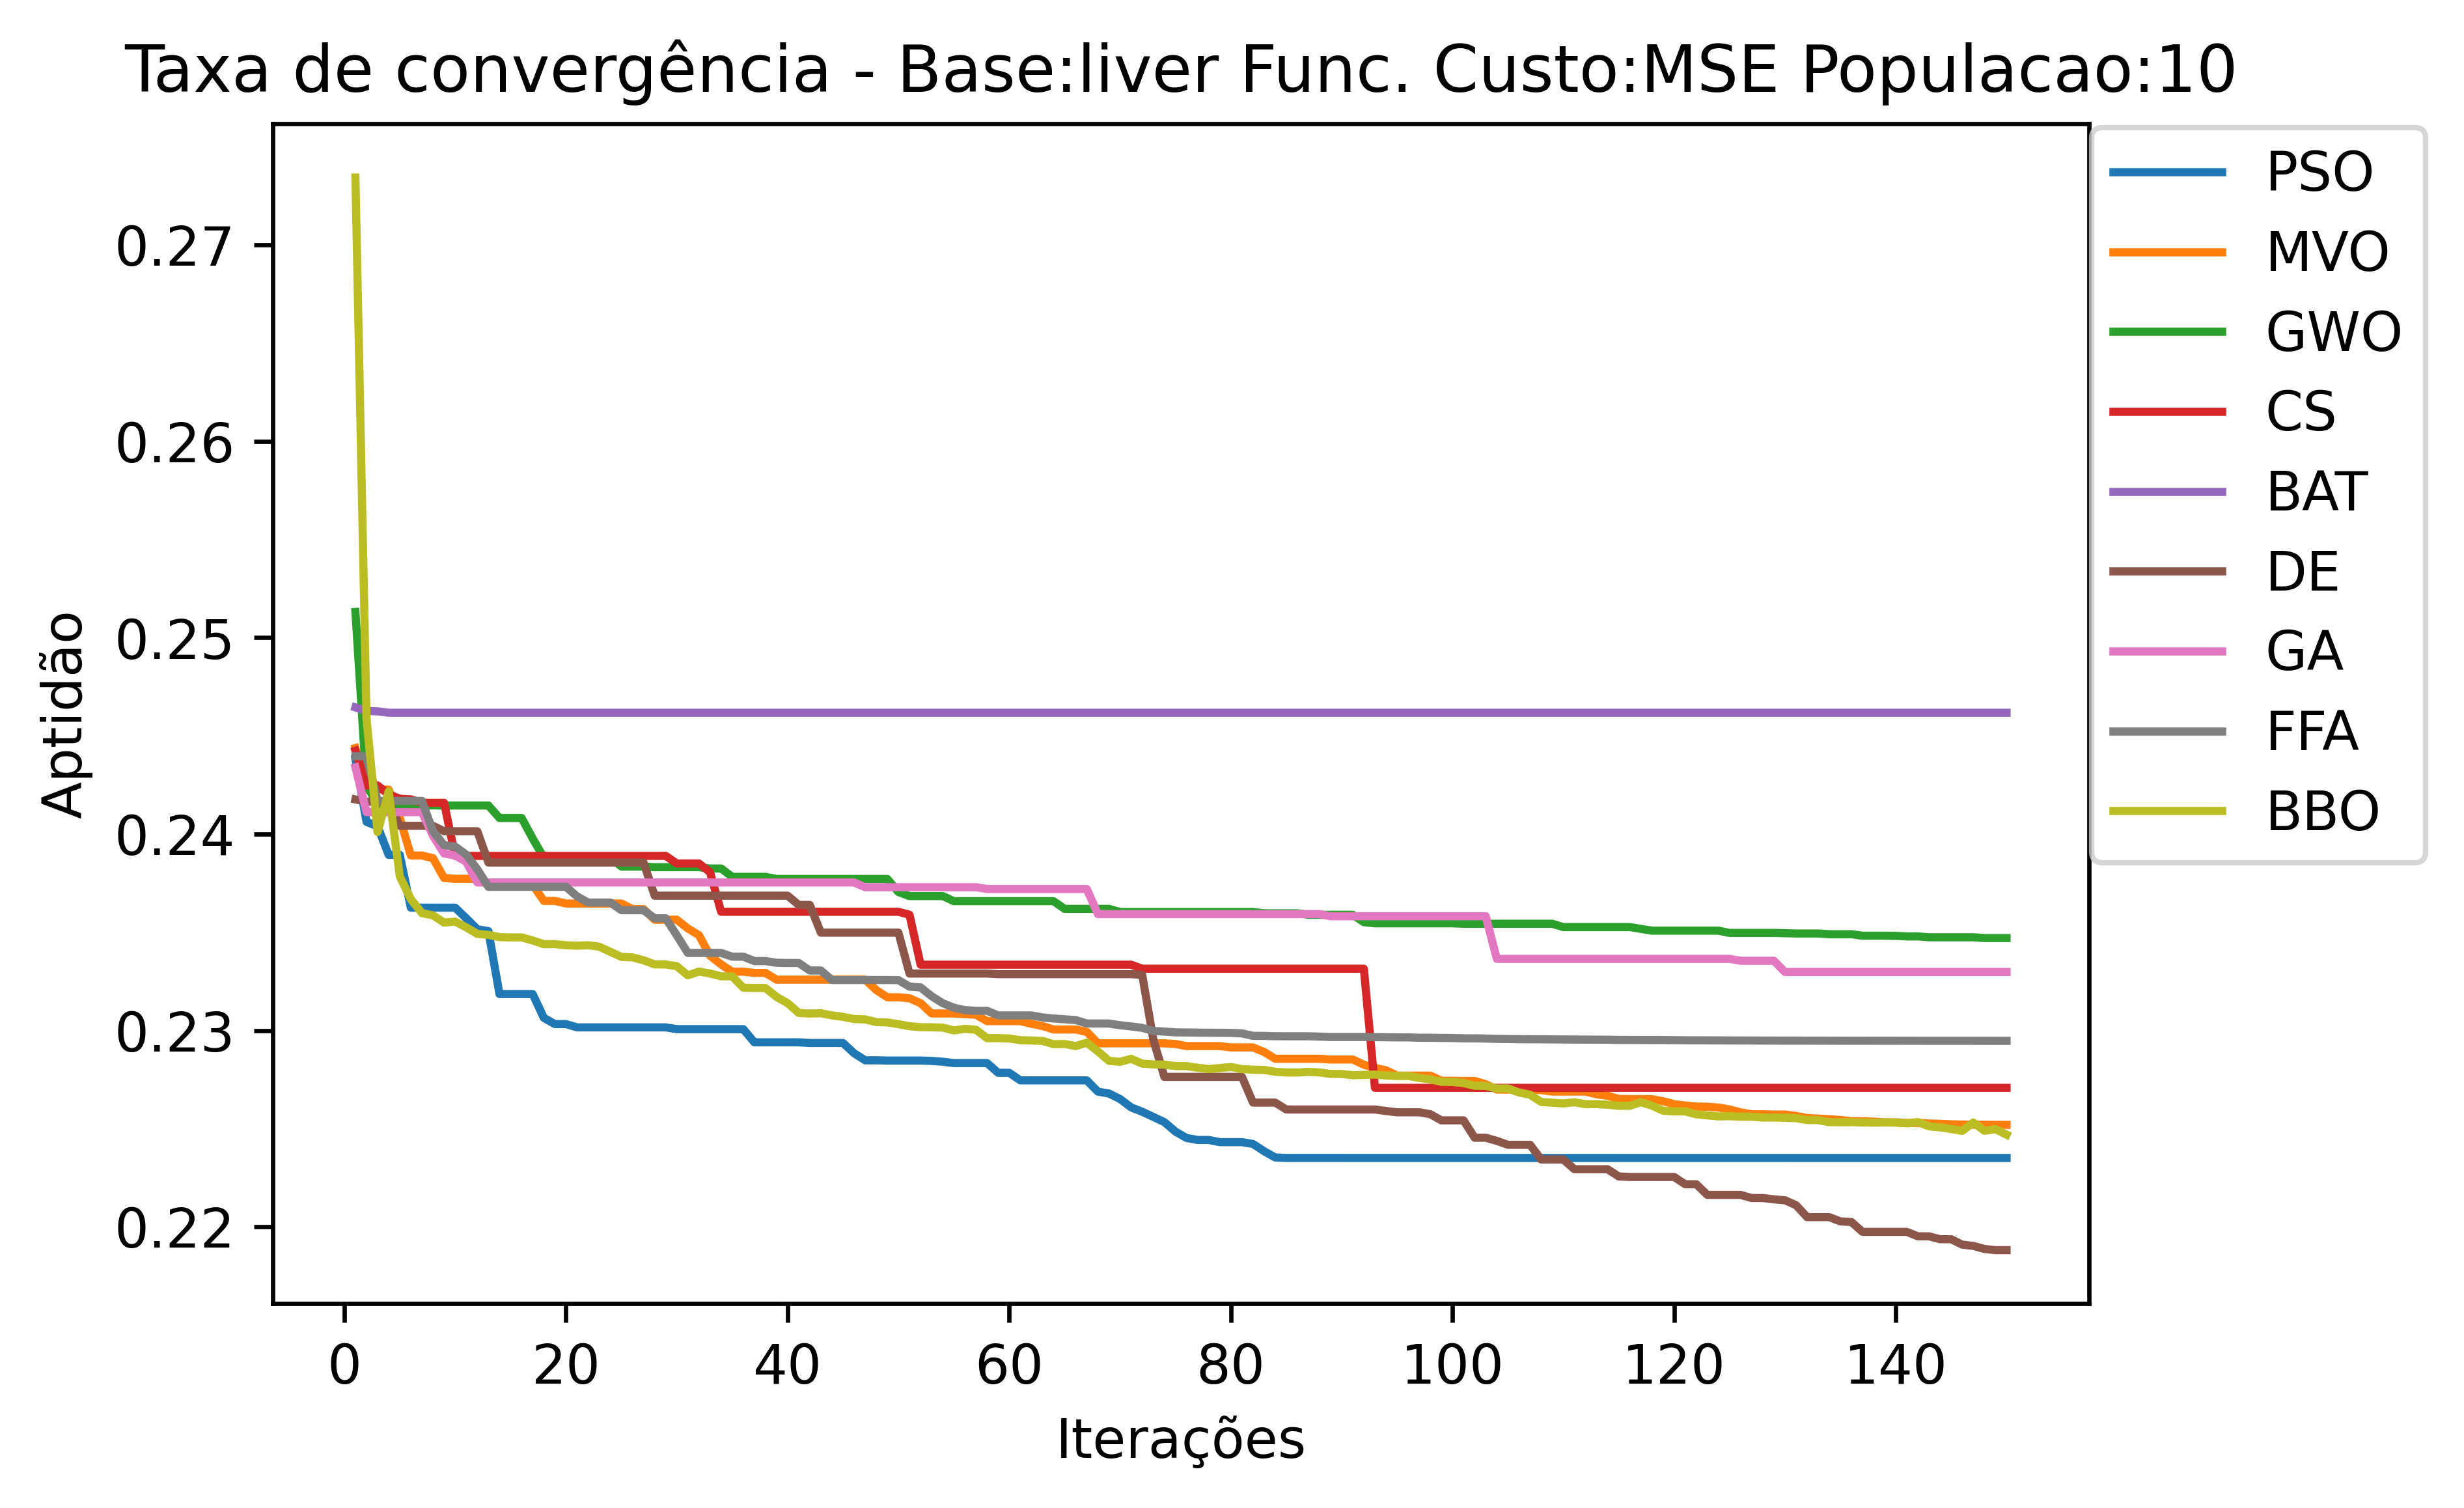 Taxa de convergência - Base:liver Func. Custo:MSE Populacao:10
0.27
0.26
0.25
0.24
0.23
0.22
Aptidão
0 20 40 60 80 100 120 140
Iterações
PSO
MVO
GWO
CS
BAT
DE
GA
FFA
BBO